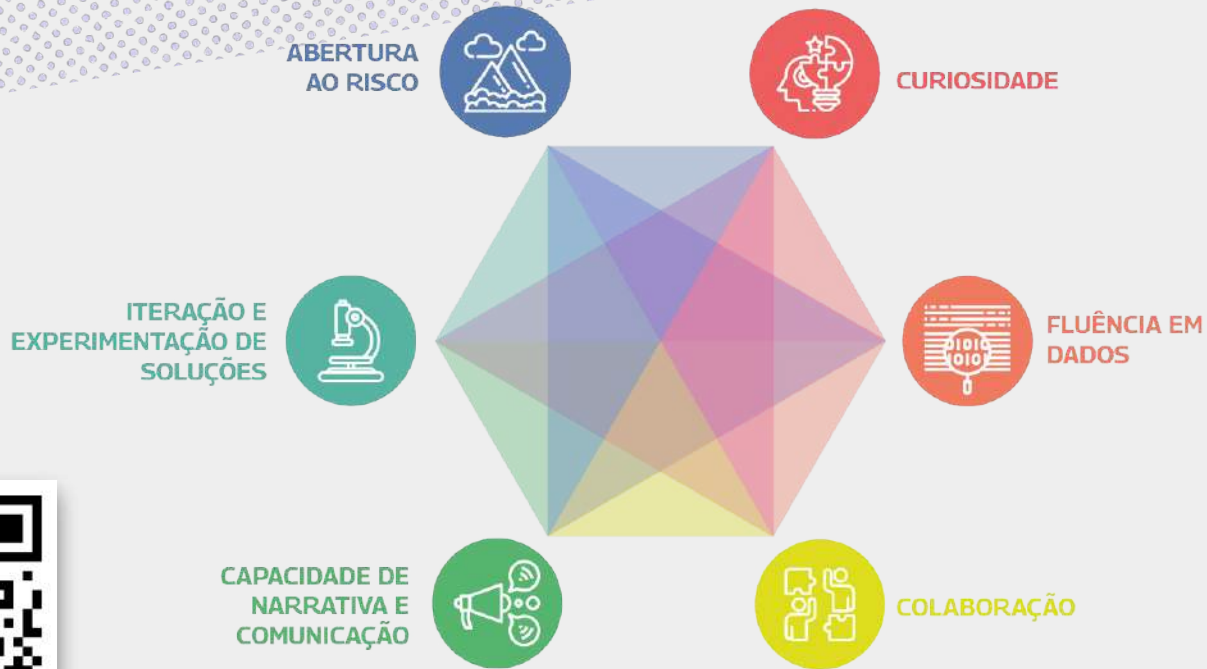 ABERTURA
AO RISCO
CURIOSIDADE
ITERAÇÃO E
EXPERIMENTAÇÃO DE
SOLUÇÕES
FLUÊNCIA EM
DADOS
CAPACIDADE DE
NARRATIVA E
COMUNICAÇÃO
COLABORAÇÃO